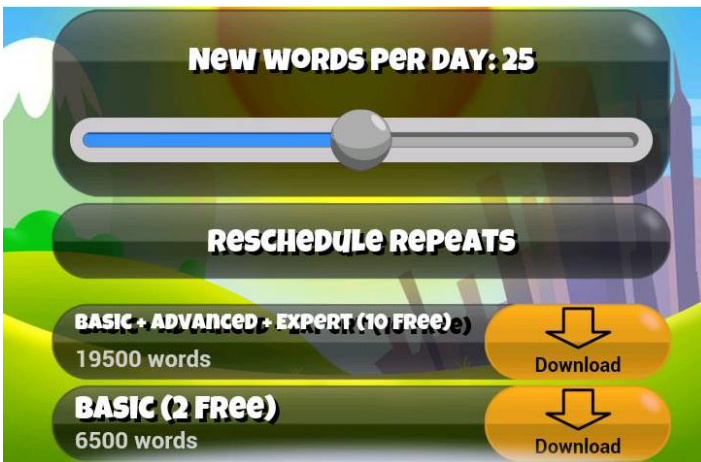 NEW WORDS PER DAY: 25
RESCHEDULE REPEATS
BASIC + ADVANCED + EXPERT (10 FREE)
19500 words
Download
BASIC (2 FREE)
6500 words
Download